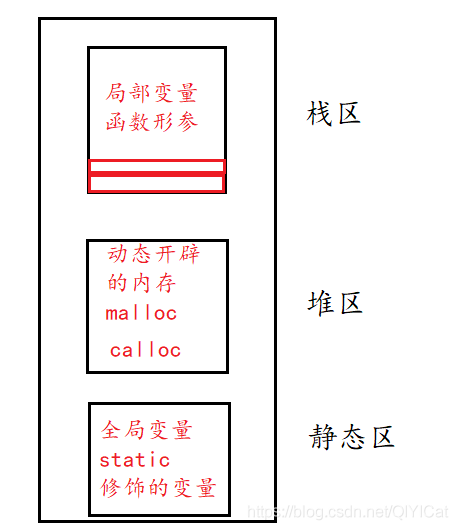 局部变量
函数形参
栈区
动态开辟
的内存
malloc
calloc
堆区
全局变量
static
修饰的变量
静态区
https://blog.csdn.net/QIYICat